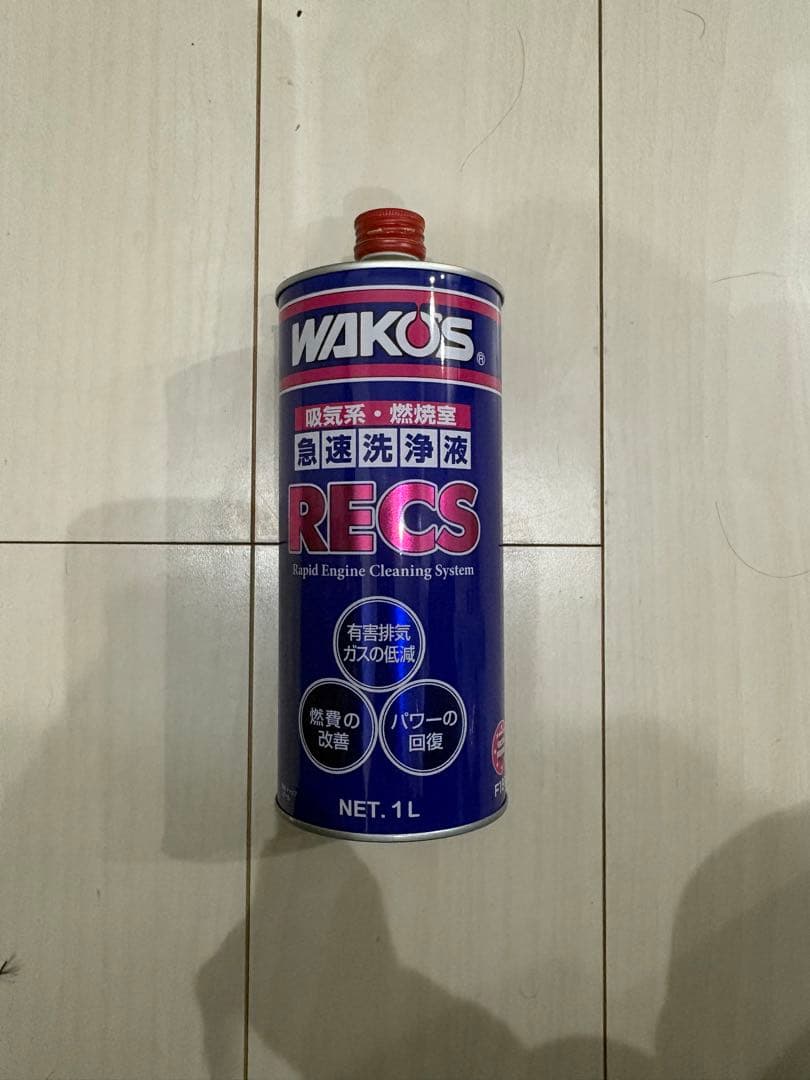 WAKO'S®
吸気系・燃焼室
急速洗浄液
RECS
Rapid Engine Cleaning System
有害排気
ガスの低減
燃費の
改善
パワーの
回復
NET. 1L